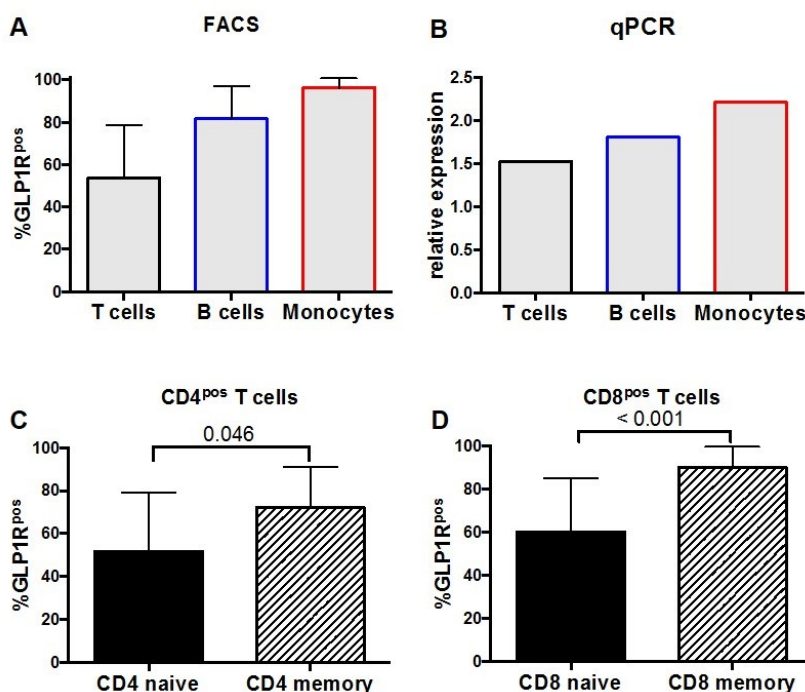 A
FACS
%GLP1Rpos
100
80
60
40
20
0
T cells B cells Monocytes
B
qPCR
relative expression
2.5
2.0
1.5
1.0
0.5
0.0
T cells B cells Monocytes
C
CD4pos T cells
0.046
%GLP1Rpos
100
80
60
40
20
0
CD4 naive CD4 memory
D
CD8pos T cells
< 0.001
%GLP1Rpos
100
80
60
40
20
0
CD8 naive CD8 memory